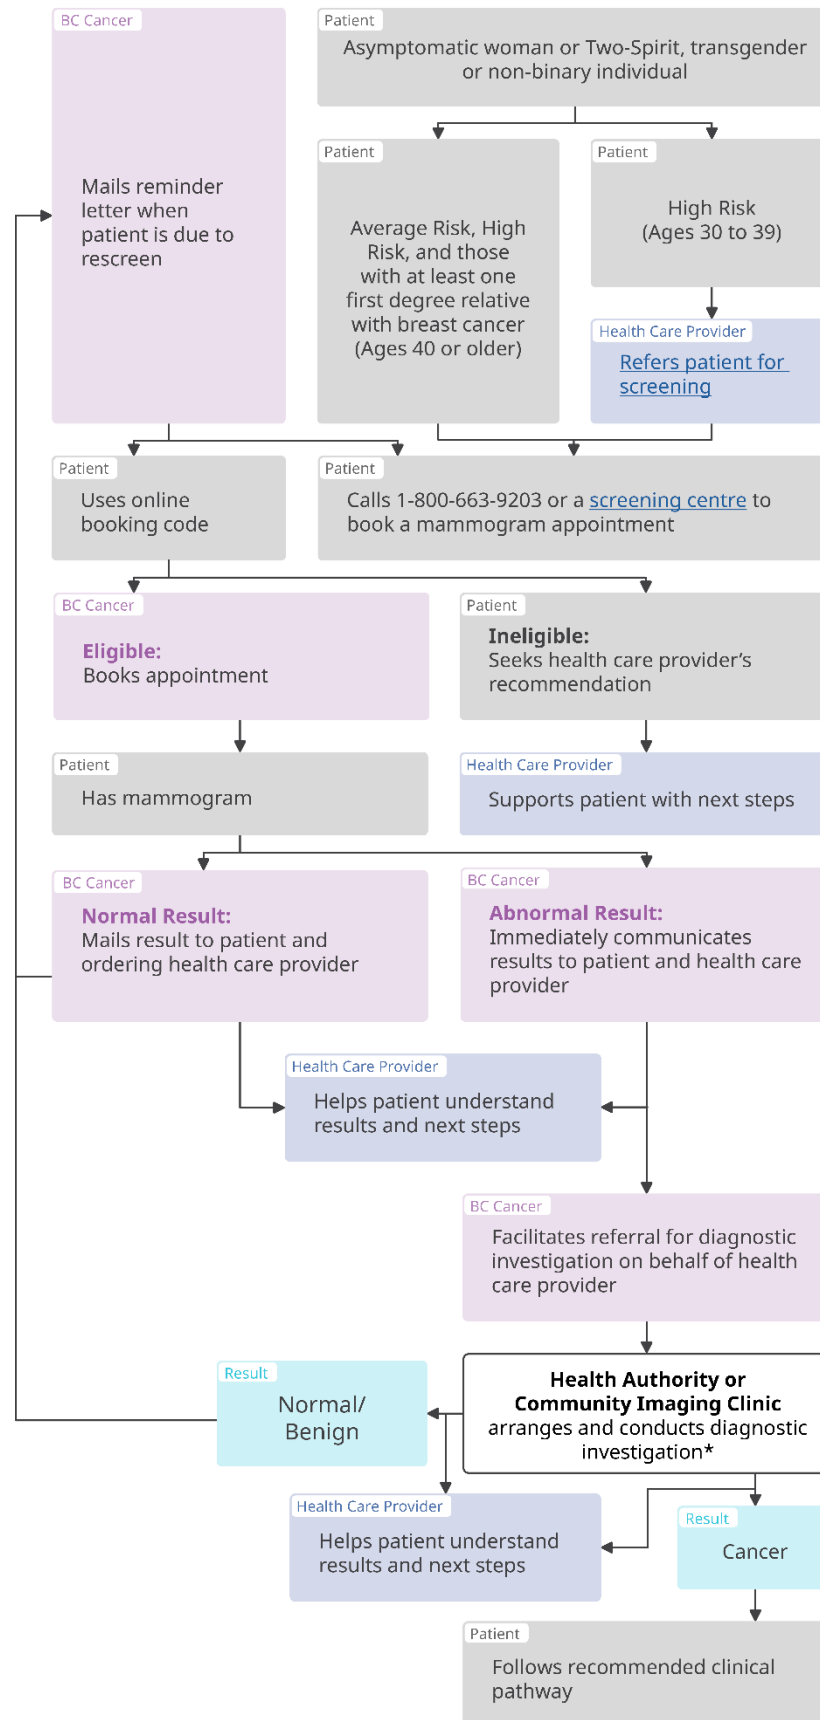 BC Cancer
Mails reminder
letter when
patient is due to
rescreen
Patient
Asymptomatic woman or Two-Spirit, transgender
or non-binary individual
Patient
Average Risk, High
Risk, and those
with at least one
first degree relative
with breast cancer
(Ages 40 or older)
Patient
High Risk
(Ages 30 to 39)
Health Care Provider
Refers patient for
screening
Patient
Uses online
booking code
Patient
Calls 1-800-663-9203 or a screening centre to
book a mammogram appointment
BC Cancer
Eligible:
Books appointment
Patient
Ineligible:
Seeks health care provider's
recommendation
Patient
Has mammogram
Health Care Provider
Supports patient with next steps
BC Cancer
Normal Result:
Mails result to patient and
ordering health care provider
BC Cancer
Abnormal Result:
Immediately communicates
results to patient and health care
provider
Health Care Provider
Helps patient understand
results and next steps
BC Cancer
Facilitates referral for diagnostic
investigation on behalf of health
care provider
Result
Normal/
Benign
Health Authority or
Community Imaging Clinic
arranges and conducts diagnostic
investigation*
Health Care Provider
Helps patient understand
results and next steps
Result
Cancer
Patient
Follows recommended clinical
pathway